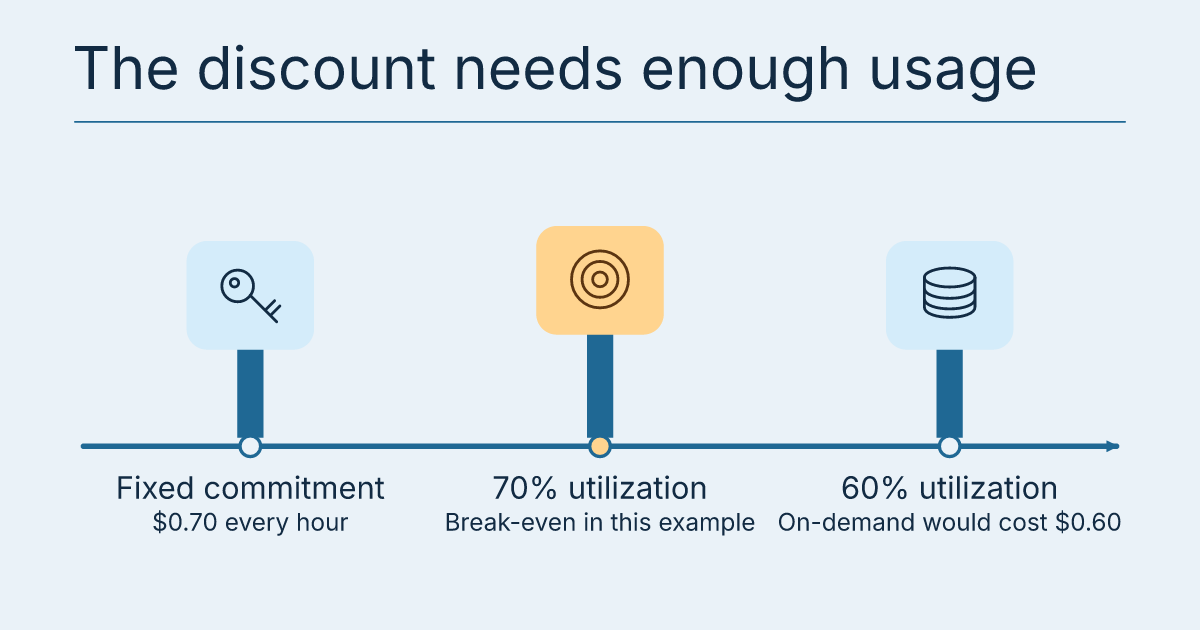 The discount needs enough usage
Fixed commitment
$0.70 every hour
70% utilization
Break-even in this example
60% utilization
On-demand would cost $0.60